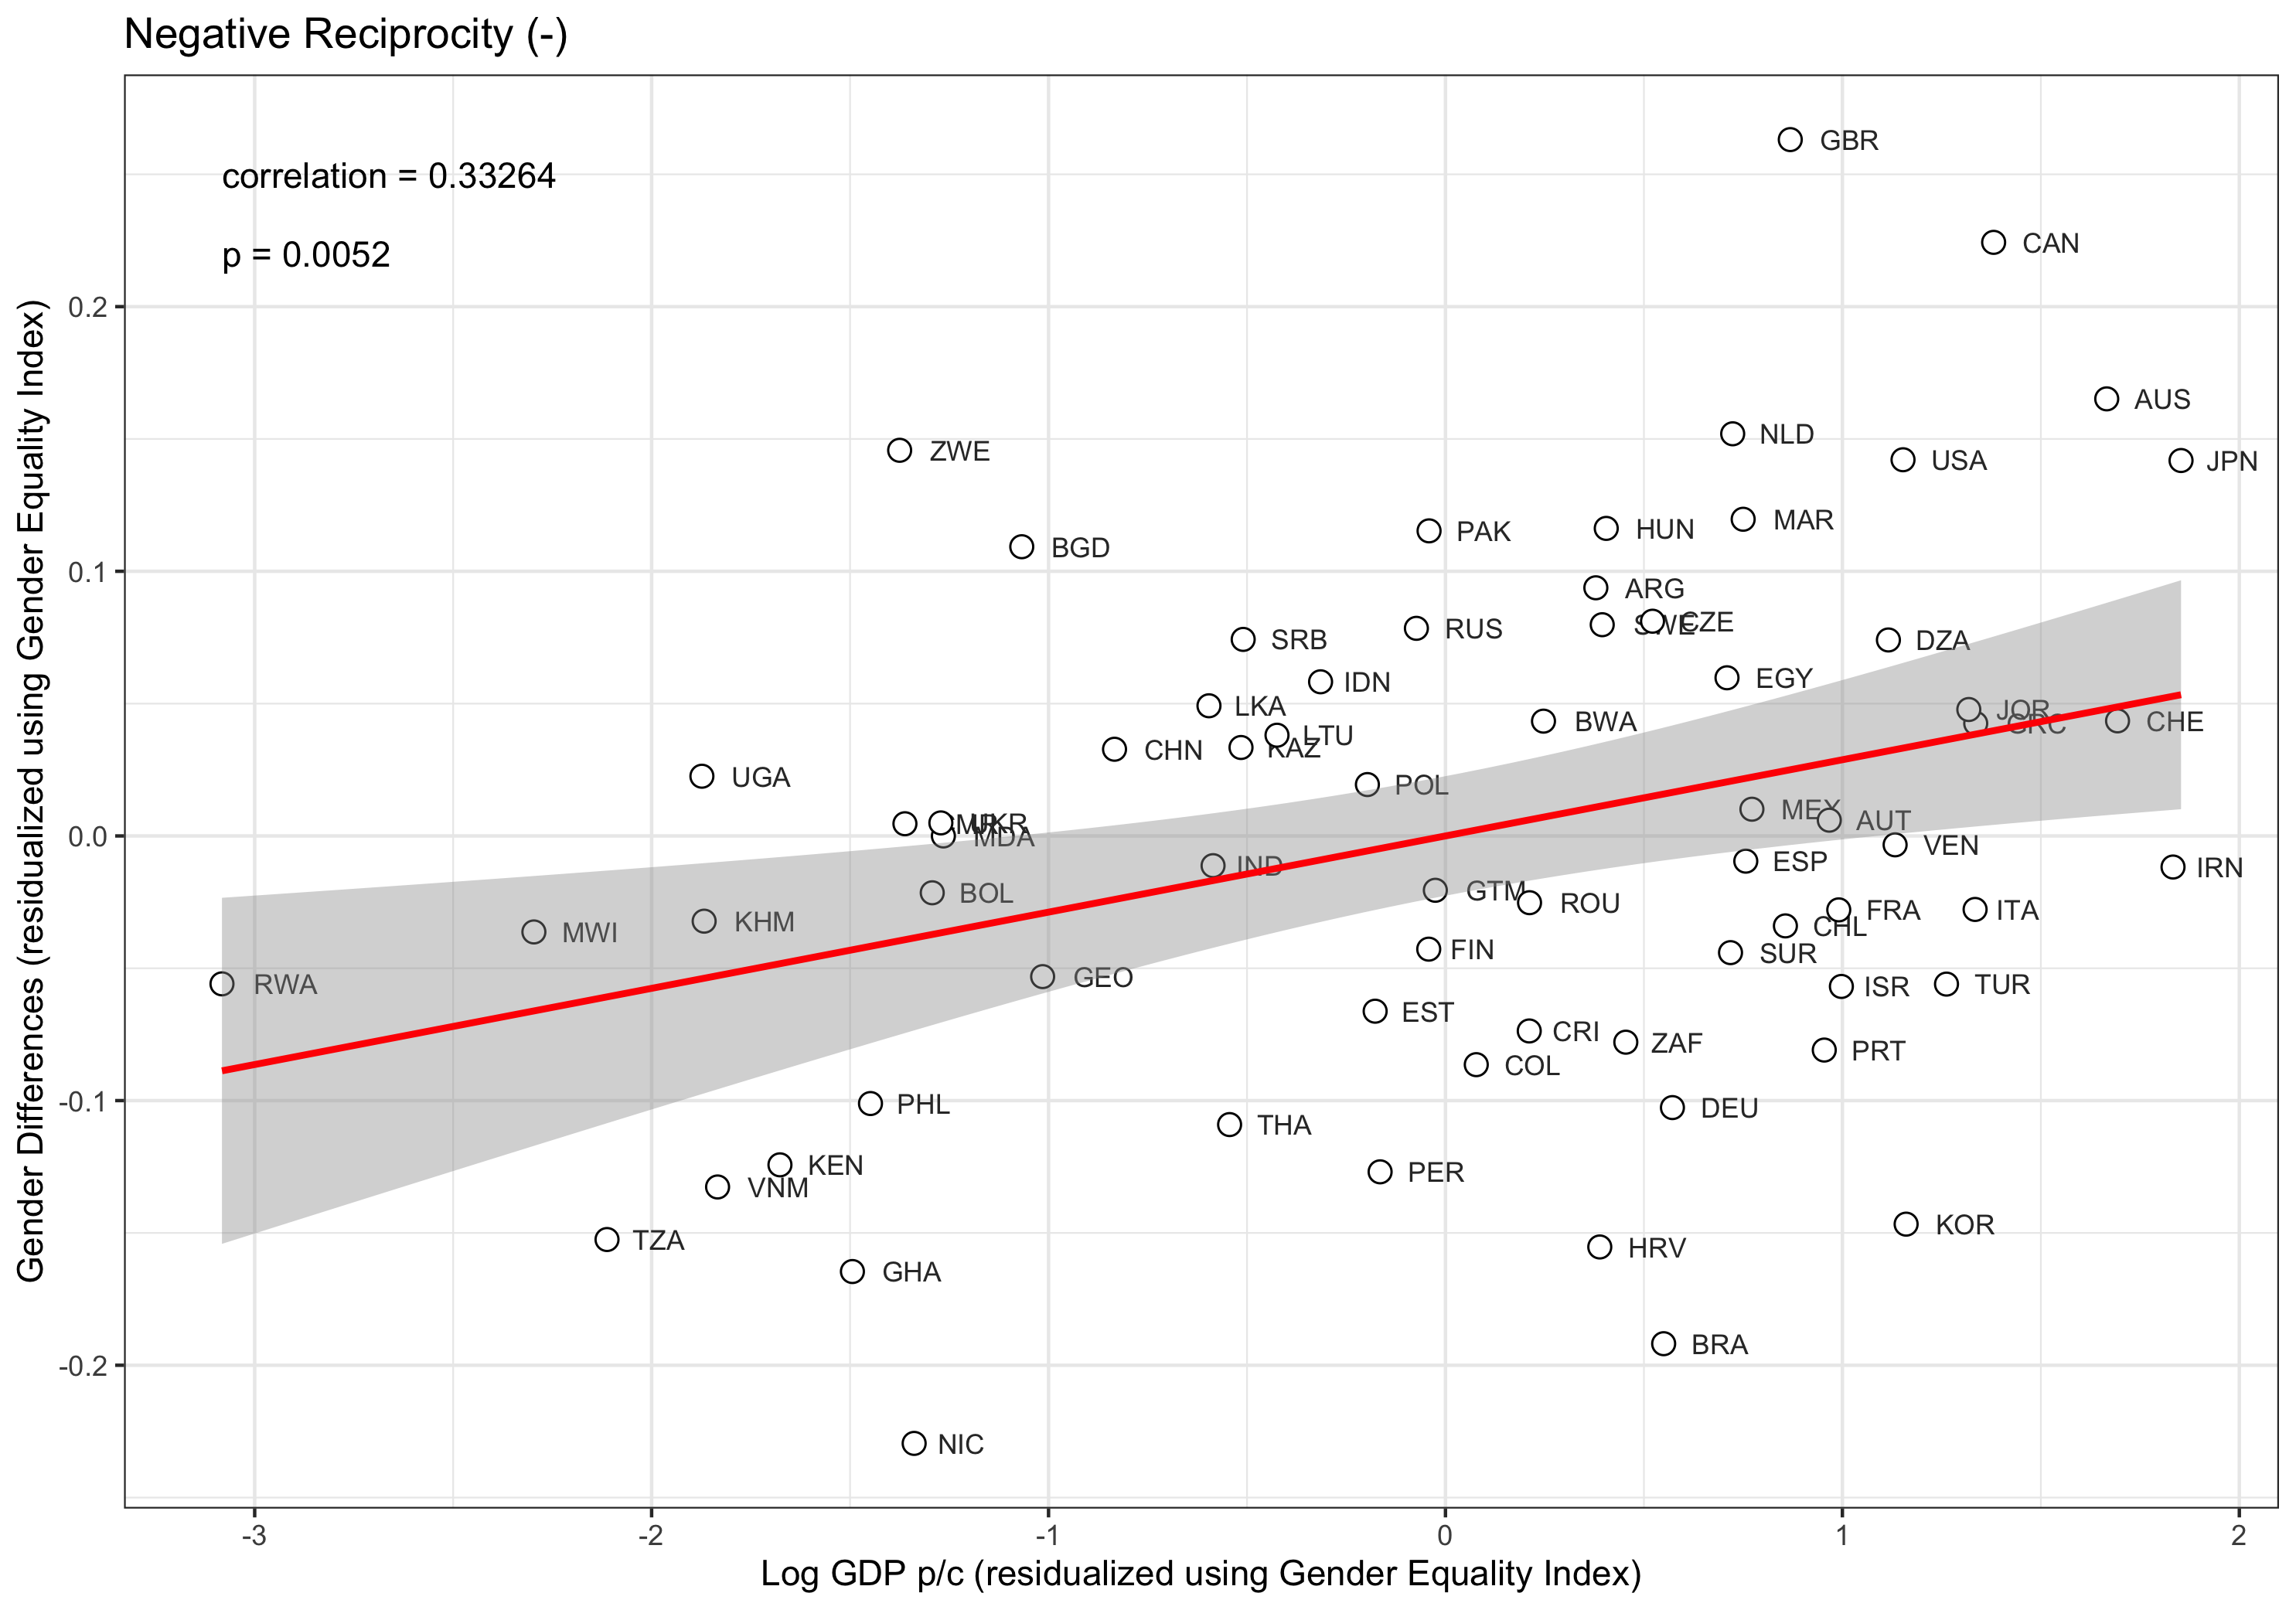 Negative Reciprocity (-)
correlation = 0.33264
p = 0.0052
Gender Differences (residualized using Gender Equality Index)
0.2
0.1
0.0
-0.1
-0.2
GBR
CAN
AUS
NLD
ZWE
USA
JPN
MAR
PAK
HUN
BGD
ARG
SWE
CZE
RUS
SRB
DZA
EGY
IDN
LKA
JOR
GRC
CHE
BWA
LTU
KAZ
CHN
UGA
POL
MEX
AUT
CMR
UKR
MDA
VEN
ESP
IRN
IND
BOL
GTM
ROU
FRA
ITA
KHM
CHL
MWI
FIN
SUR
GEO
RWA
ISR
TUR
EST
CRI
ZAF
PRT
COL
PHL
DEU
THA
KEN
PER
VNM
KOR
TZA
HRV
GHA
BRA
NIC
-3
-2
-1
0
1
2
Log GDP p/c (residualized using Gender Equality Index)